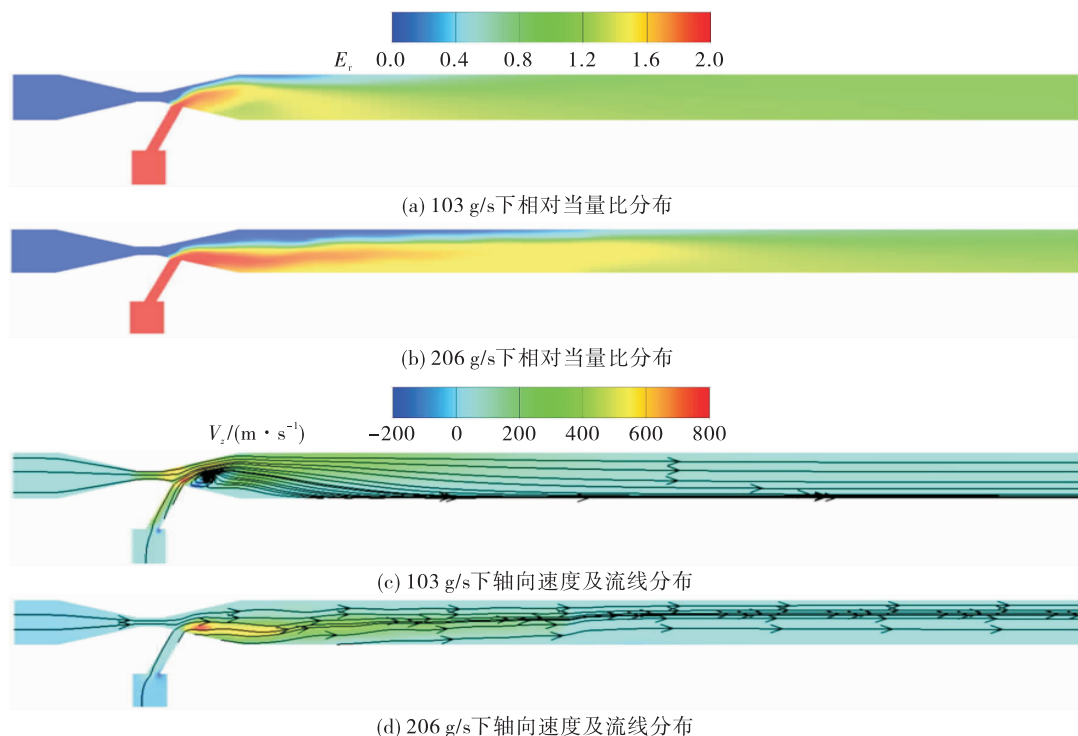 E_r 0.0 0.4 0.8 1.2 1.6 2.0
(a) 103 g/s下相对当量比分布
(b) 206 g/s下相对当量比分布
V_z/(m·s⁻¹) −200 0 200 400 600 800
(c) 103 g/s下轴向速度及流线分布
(d) 206 g/s下轴向速度及流线分布